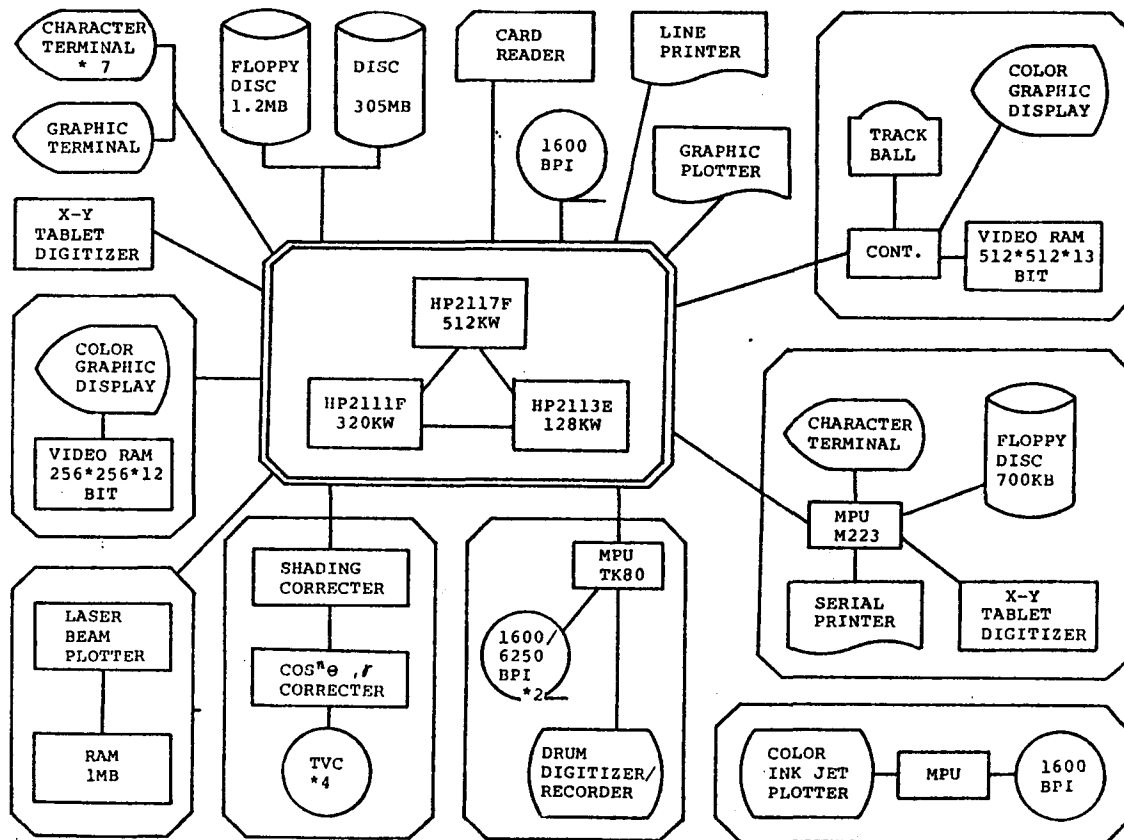 CHARACTER
TERMINAL
* 7
GRAPHIC
TERMINAL
FLOPPY
DISC
1.2MB
DISC
305MB
CARD
READER
LINE
PRINTER
1600
BPI
GRAPHIC
PLOTTER
COLOR
GRAPHIC
DISPLAY
TRACK
BALL
CONT.
VIDEO RAM
512*512*13
BIT
X-Y
TABLET
DIGITIZER
HP2117F
512KW
HP2111F
320KW
HP2113E
128KW
COLOR
GRAPHIC
DISPLAY
VIDEO RAM
256*256*12
BIT
CHARACTER
TERMINAL
FLOPPY
DISC
700KB
MPU
M223
SERIAL
PRINTER
X-Y
TABLET
DIGITIZER
LASER
BEAM
PLOTTER
RAM
1MB
SHADING
CORRECTER
COSⁿθ ,r
CORRECTER
TVC
*4
MPU
TK80
1600/
6250
BPI
*2
DRUM
DIGITIZER/
RECORDER
COLOR
INK JET
PLOTTER
MPU
1600
BPI